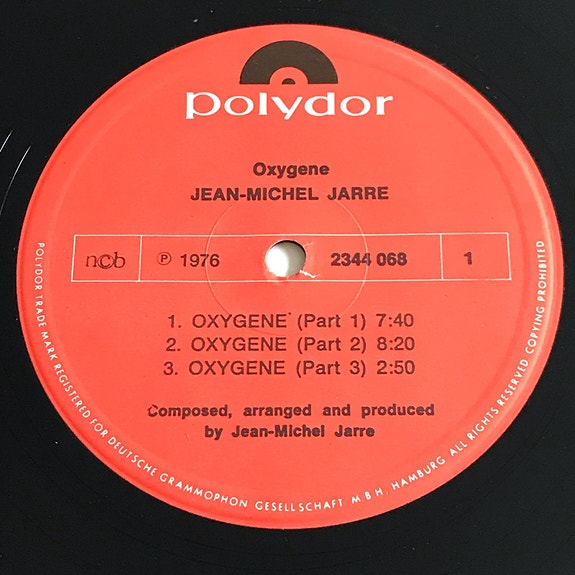 polydor
Oxygene
JEAN-MICHEL JARRE
ncb ℗ 1976 2344 068 1
1. OXYGENE (Part 1) 7:40
2. OXYGENE (Part 2) 8:20
3. OXYGENE (Part 3) 2:50
Composed, arranged and produced
by Jean-Michel Jarre
POLYDOR TRADE MARK REGISTERED FOR DEUTSCHE GRAMMOPHON GESELLSCHAFT M.B.H. HAMBURG ALL RIGHTS RESERVED COPYING PROHIBITED